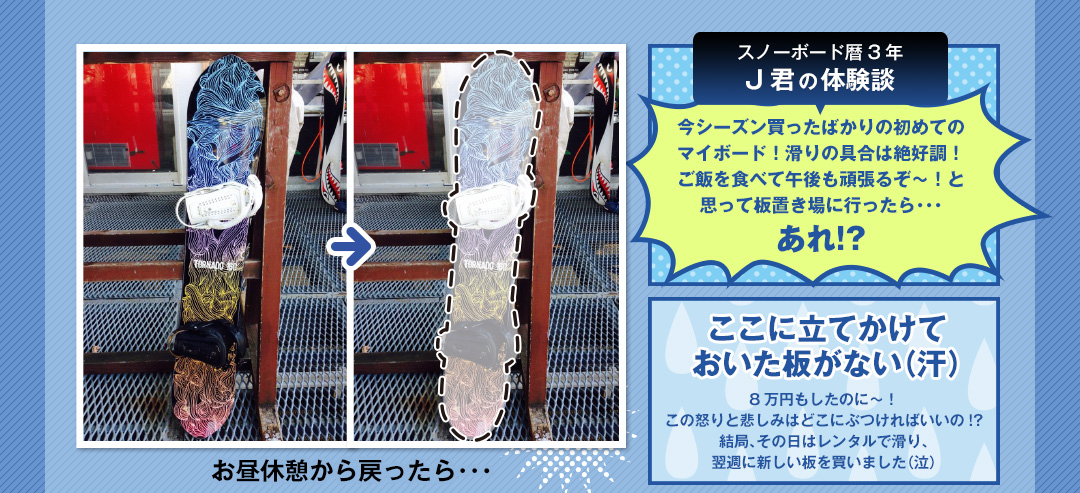 スノーボード暦3年
J君の体験談
今シーズン買ったばかりの初めての
マイボード！滑りの具合は絶好調！
ご飯を食べて午後も頑張るぞ～！と
思って板置き場に行ったら･･･
あれ!?
ここに立てかけて
おいた板がない（汗）
8万円もしたのに～！
この怒りと悲しみはどこにぶつければいいの!?
結局、その日はレンタルで滑り、
翌週に新しい板を買いました（泣）
お昼休憩から戻ったら･･･